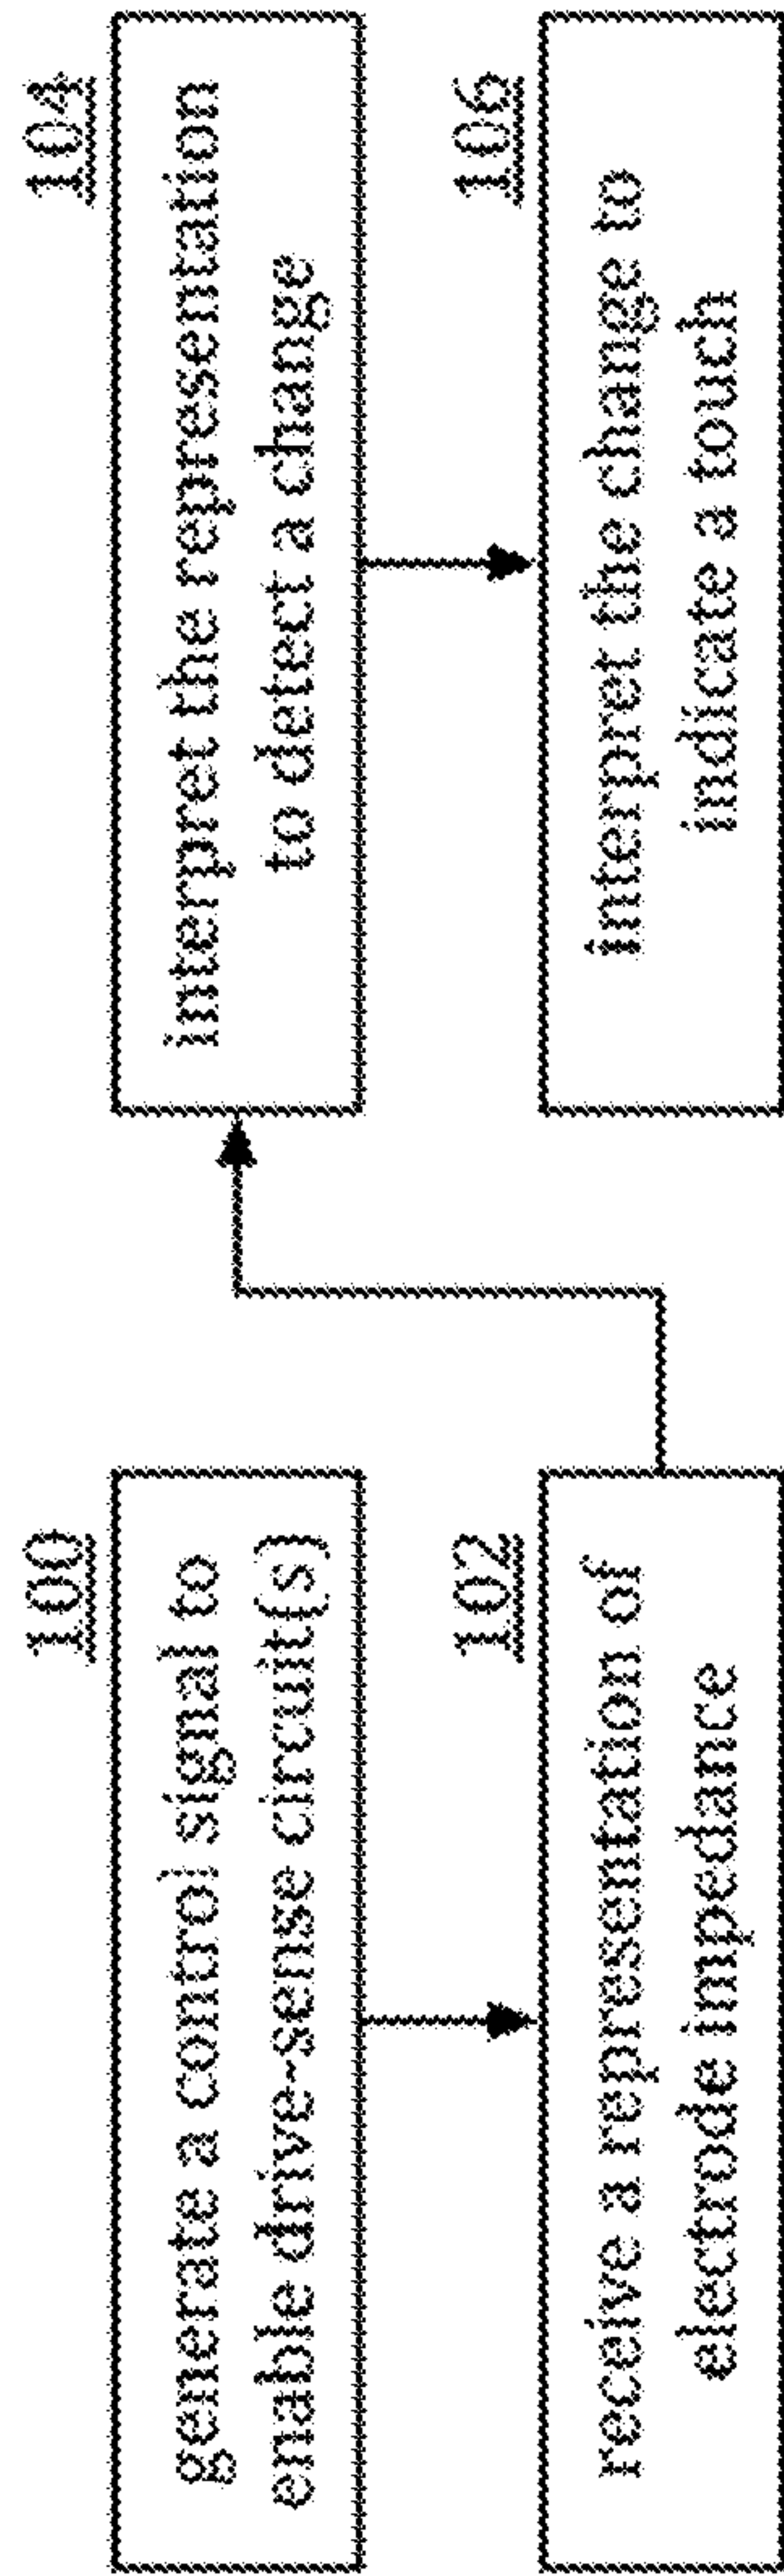 100
generate a control signal to
enable drive-sense circuit(s)
102
receive a representation of
electrode impedance
104
interpret the representation
to detect a change
106
interpret the change to
indicate a touch